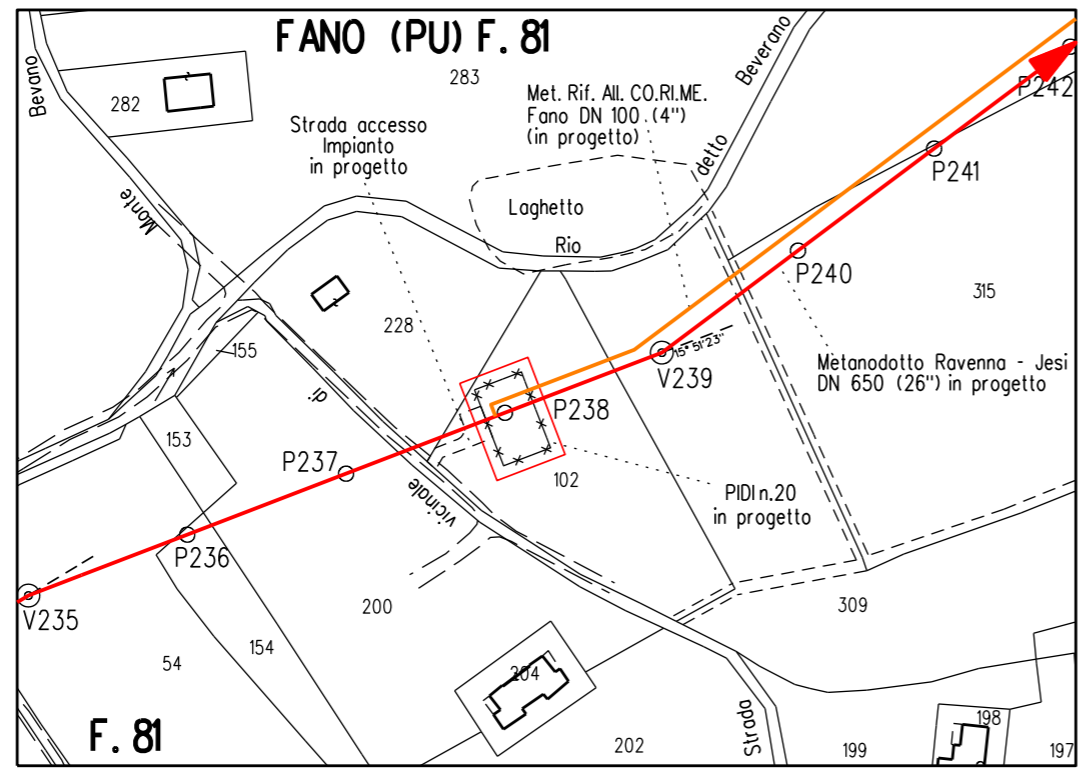 FANO (PU) F. 81
Bevano
282
283
Met. Rif. All. CO.RI.ME.
Fano DN 100 (4")
(in progetto)
Beverano
detto
P242
Strada accesso
Impianto
in progetto
P241
Monte
Laghetto
Rio
P240
315
228
155
15° 51'23"
V239
Metanodotto Ravenna - Jesi
DN 650 (26") in progetto
di
P238
153
P237
102
vicinale
PIDI n.20
in progetto
P236
V235
200
309
54
154
204
Strada
198
F. 81
202
199
197